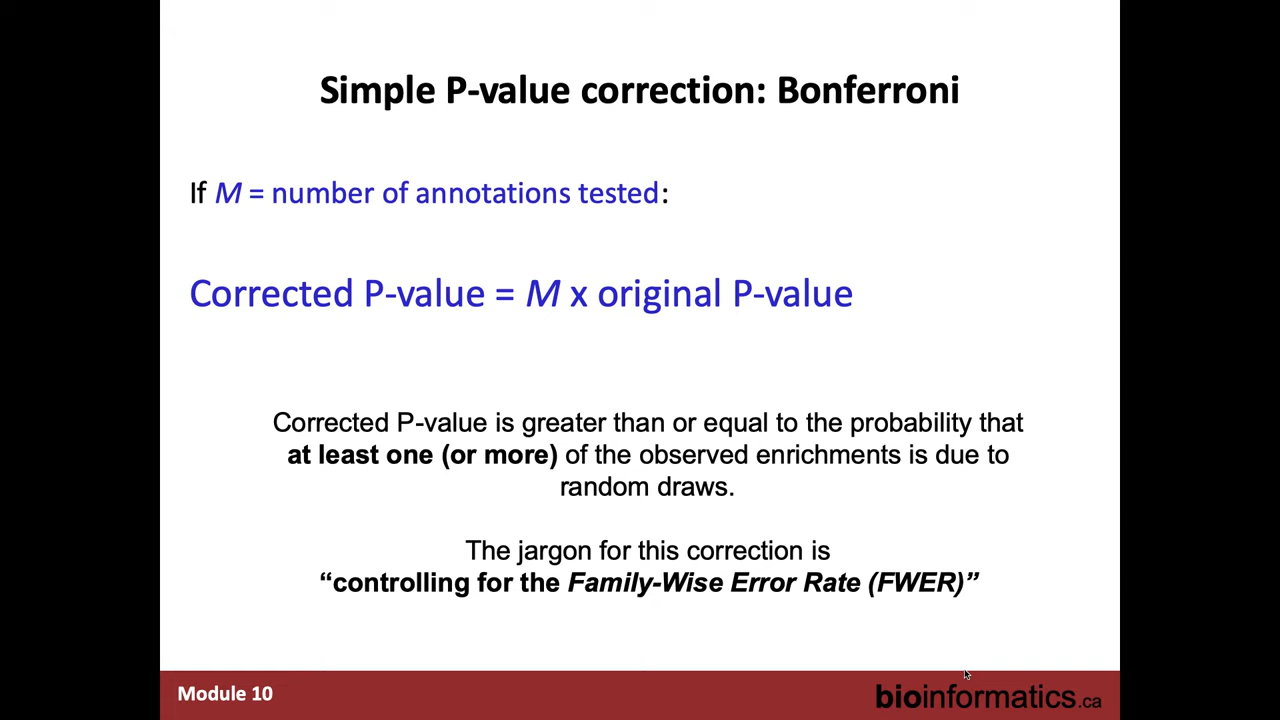 Simple P-value correction: Bonferroni
If M = number of annotations tested:
Corrected P-value = M x original P-value
Corrected P-value is greater than or equal to the probability that
at least one (or more) of the observed enrichments is due to
random draws.
The jargon for this correction is
“controlling for the Family-Wise Error Rate (FWER)”
Module 10
bioinformatics.ca